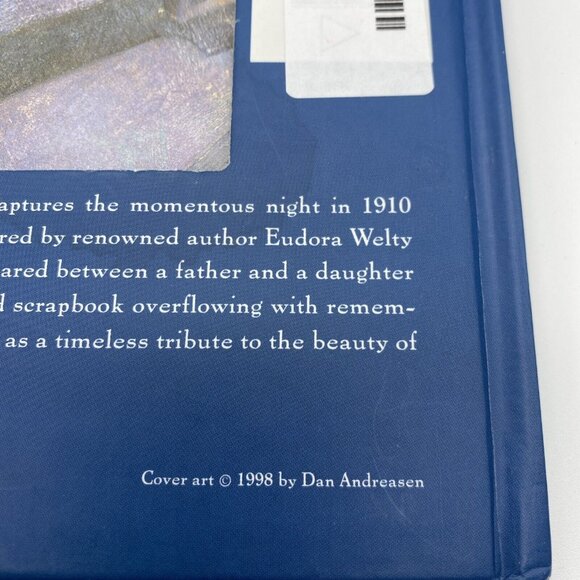 aptures the momentous night in 1910
red by renowned author Eudora Welty
ared between a father and a daughter
d scrapbook overflowing with remem-
as a timeless tribute to the beauty of
Cover art © 1998 by Dan Andreasen